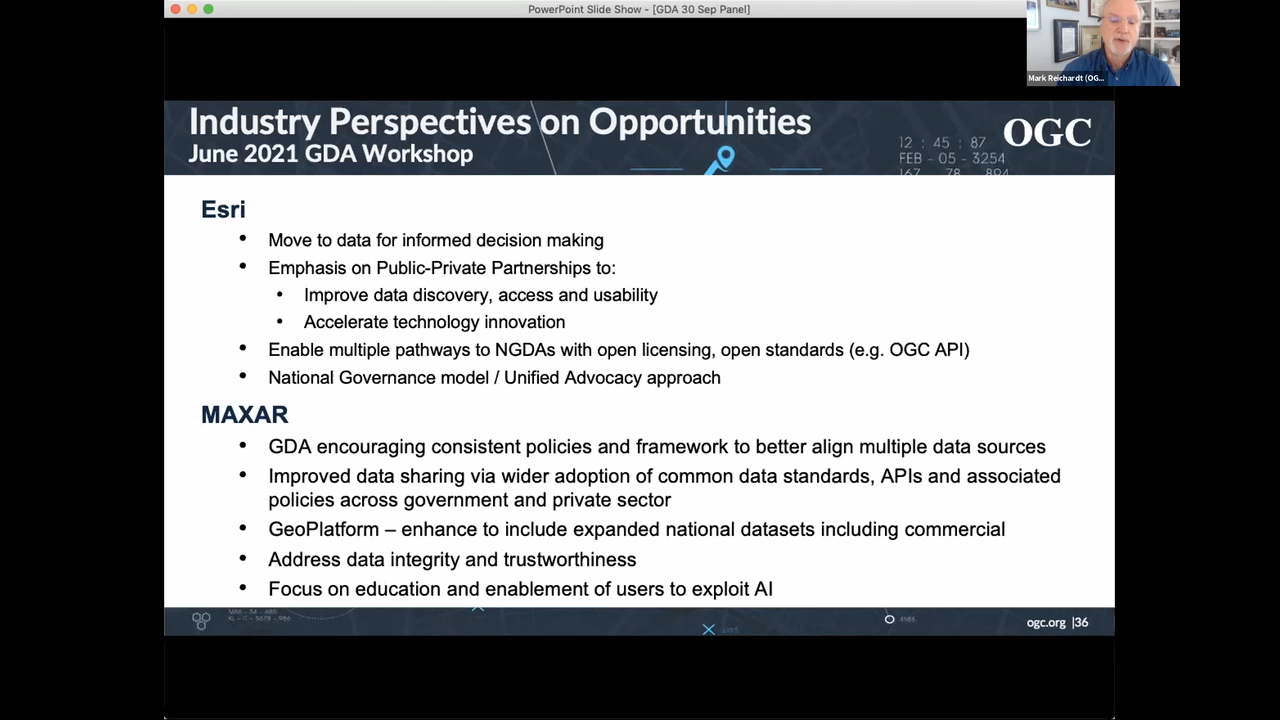 PowerPoint Slide Show - [GDA 30 Sep Panel]
Mark Reichardt (OG...
Industry Perspectives on Opportunities
June 2021 GDA Workshop
OGC
12 : 45 : 87
FEB - 05 - 3254
167 78 894
Esri
• Move to data for informed decision making
• Emphasis on Public-Private Partnerships to:
• Improve data discovery, access and usability
• Accelerate technology innovation
• Enable multiple pathways to NGDAs with open licensing, open standards (e.g. OGC API)
• National Governance model / Unified Advocacy approach
MAXAR
• GDA encouraging consistent policies and framework to better align multiple data sources
• Improved data sharing via wider adoption of common data standards, APIs and associated
policies across government and private sector
• GeoPlatform – enhance to include expanded national datasets including commercial
• Address data integrity and trustworthiness
• Focus on education and enablement of users to exploit AI
ogc.org |36